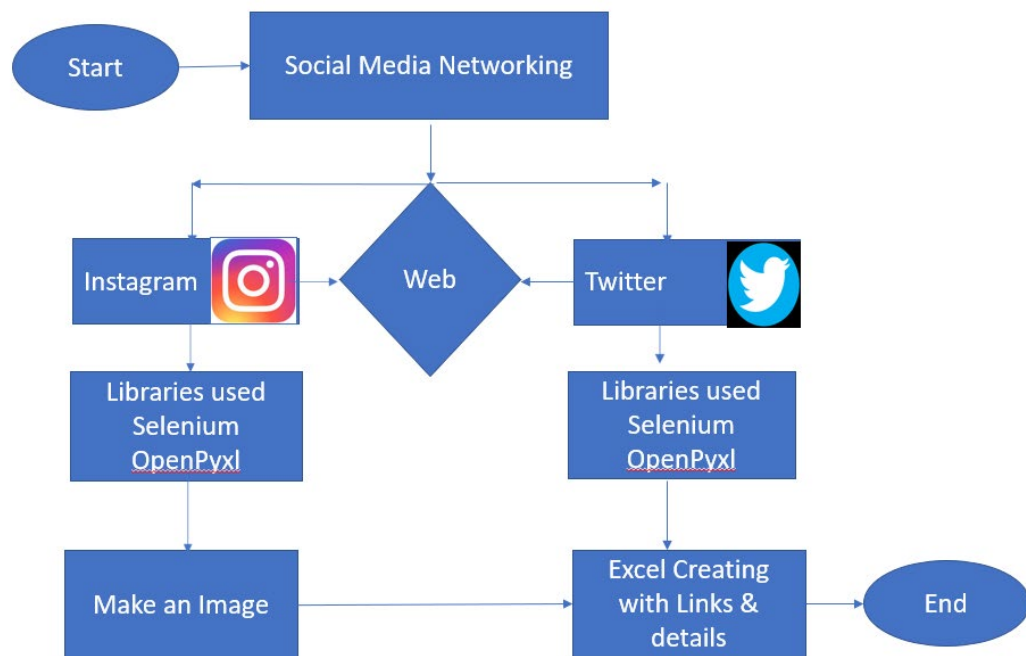 Start
Social Media Networking
Instagram
Web
Twitter
Libraries used
Selenium
OpenPyxl
Libraries used
Selenium
OpenPyxl
Make an Image
Excel Creating
with Links &
details
End